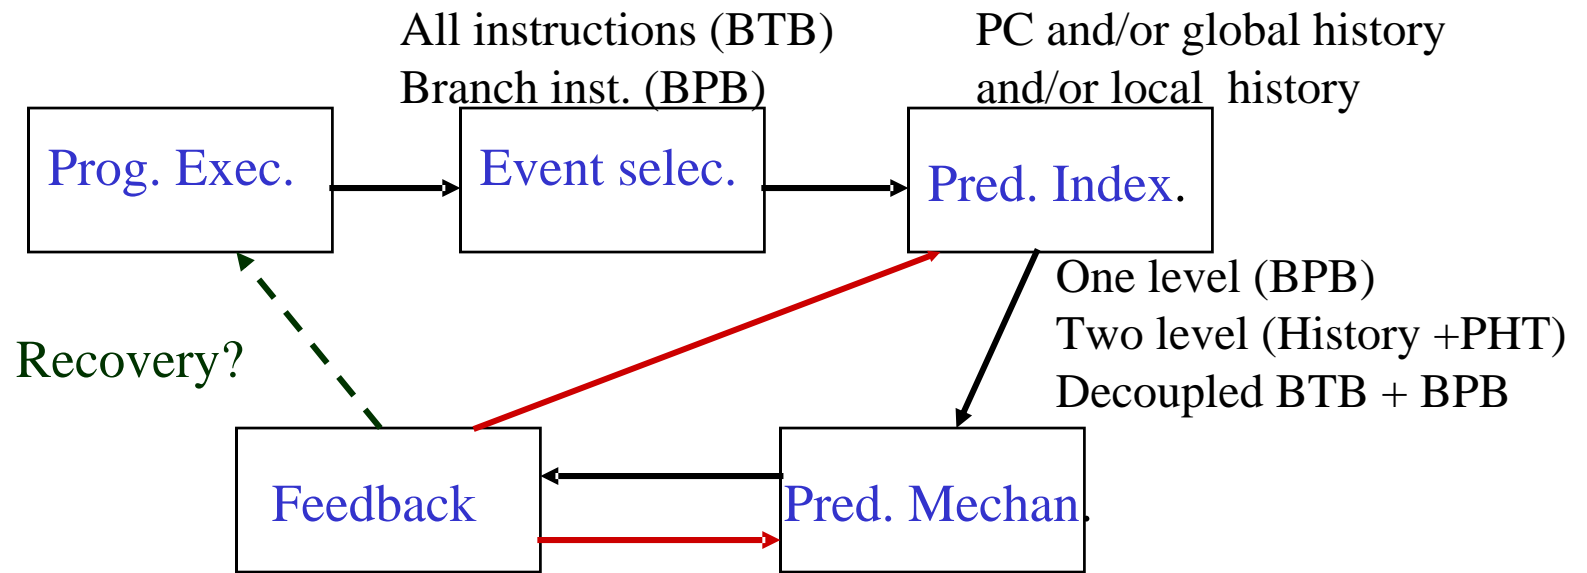 All instructions (BTB)
Branch inst. (BPB)
PC and/or global history
and/or local history
Prog. Exec.
Event selec.
Pred. Index.
One level (BPB)
Two level (History +PHT)
Decoupled BTB + BPB
Recovery?
Feedback
Pred. Mechan.